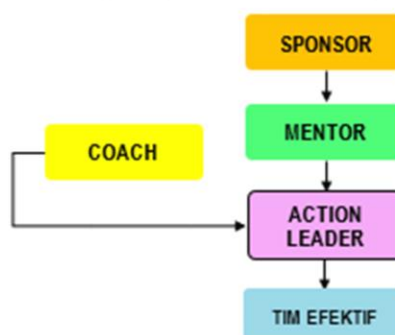 SPONSOR
MENTOR
COACH
ACTION
LEADER
TIM EFEKTIF